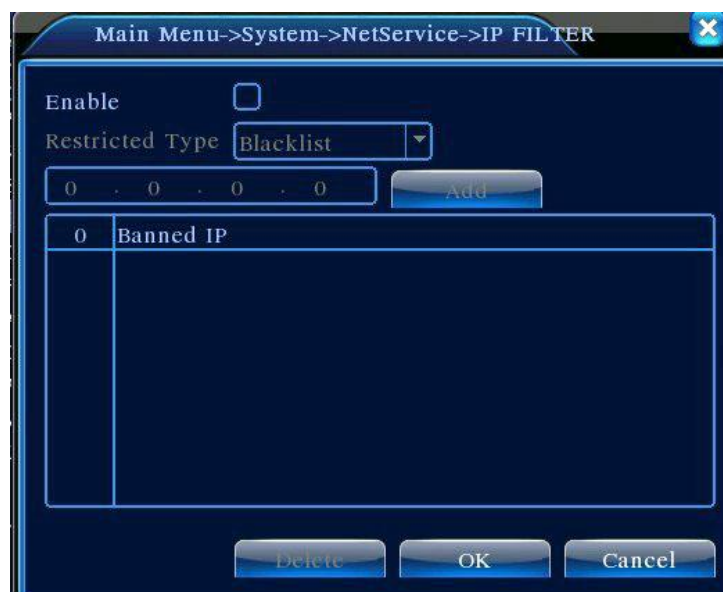 Main Menu->System->NetService->IP FILTER
Enable
Restricted Type Blacklist
0 . 0 . 0 . 0 Add
0 Banned IP
Delete OK Cancel